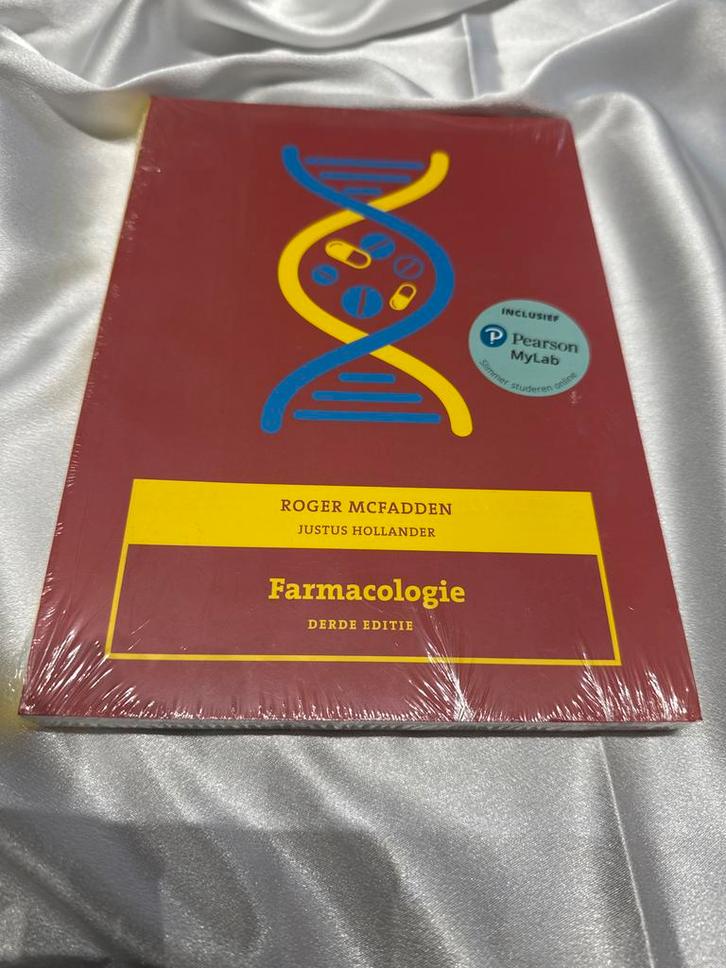 INCLUSIEF
Pearson
MyLab
Slimmer studeren online
ROGER MCFADDEN
JUSTUS HOLLANDER
Farmacologie
DERDE EDITIE